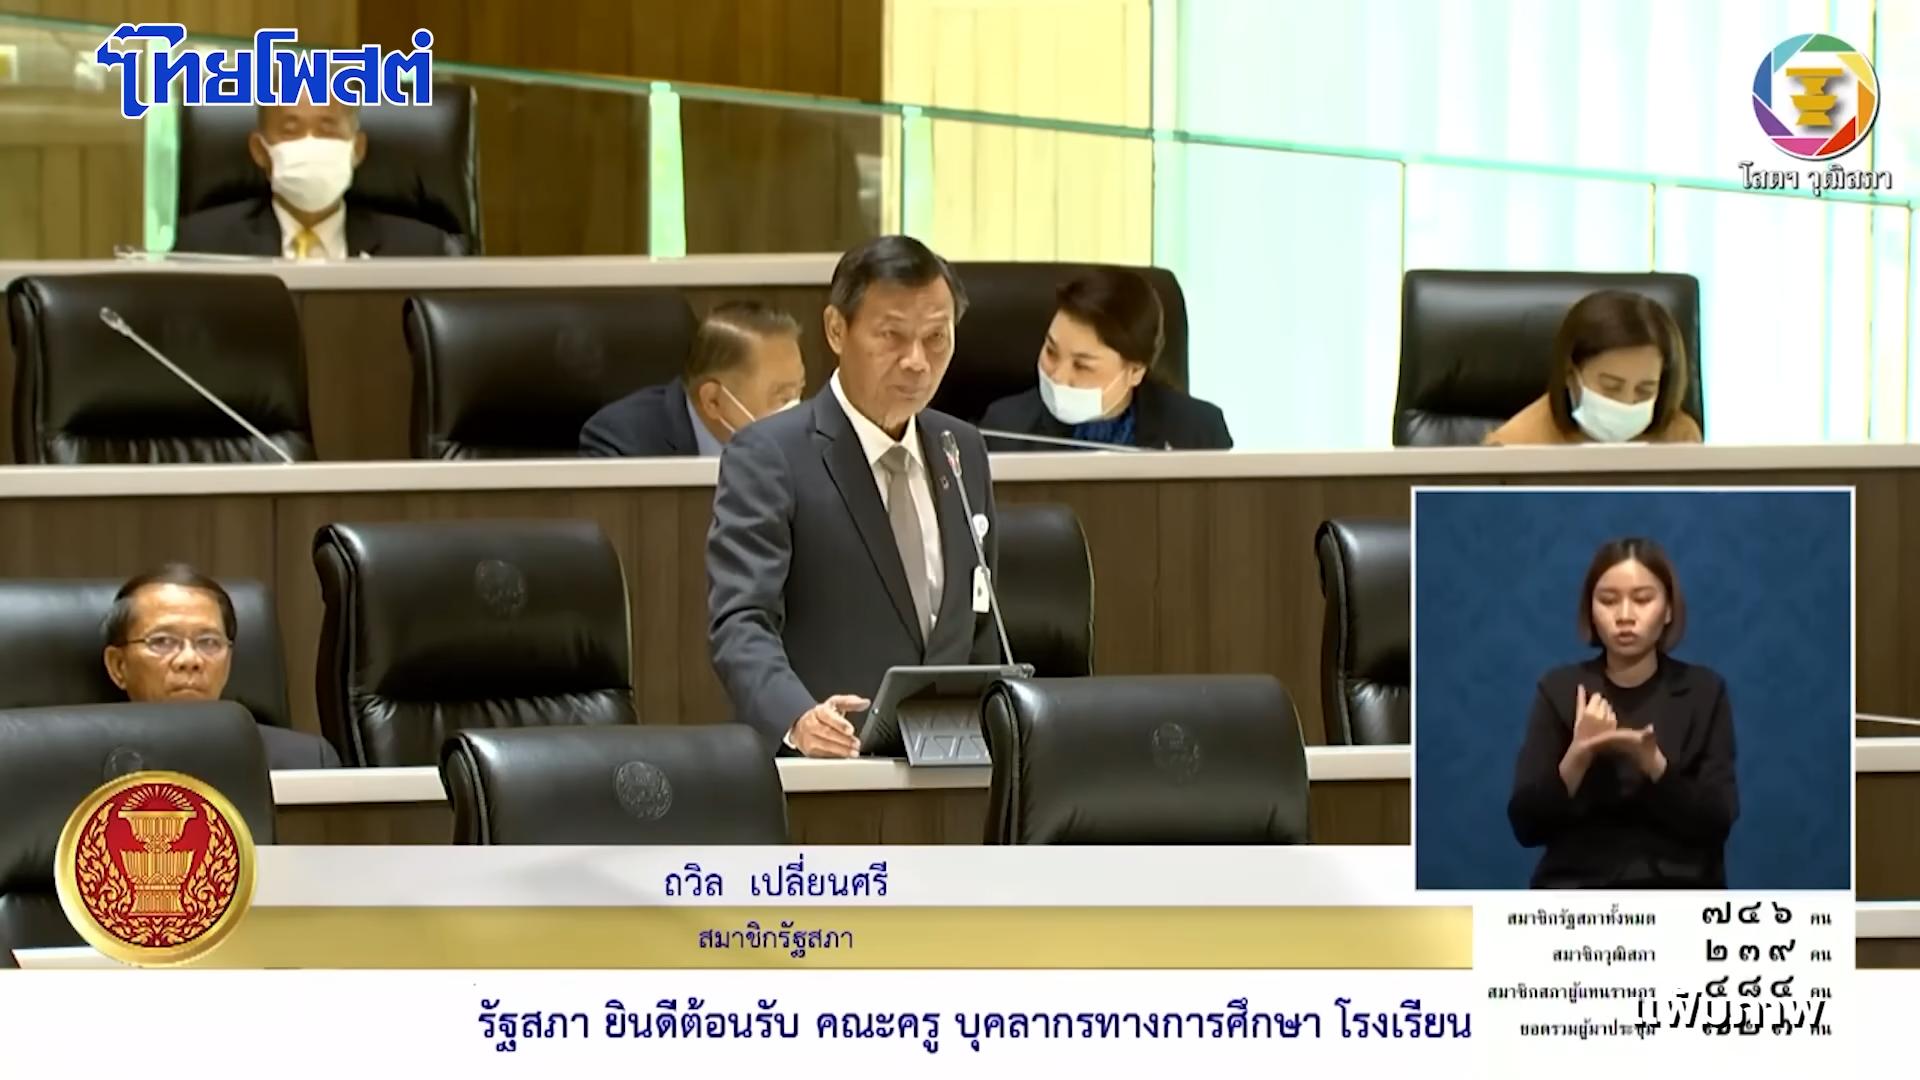 ไทยโพสต์
โสตฯ วุฒิสภา
ถวิล เปลี่ยนศรี
สมาชิกรัฐสภา
สมาชิกรัฐสภาทั้งหมด ๗๔๖ คน
สมาชิกวุฒิสภา ๒๓๙ คน
สมาชิกสภาผู้แทนราษฎร ๔๘๔ คน
ยอดรวมผู้มาประชุม คน
แฟ้มภาพ
รัฐสภา ยินดีต้อนรับ คณะครู บุคลากรทางการศึกษา โรงเรียน